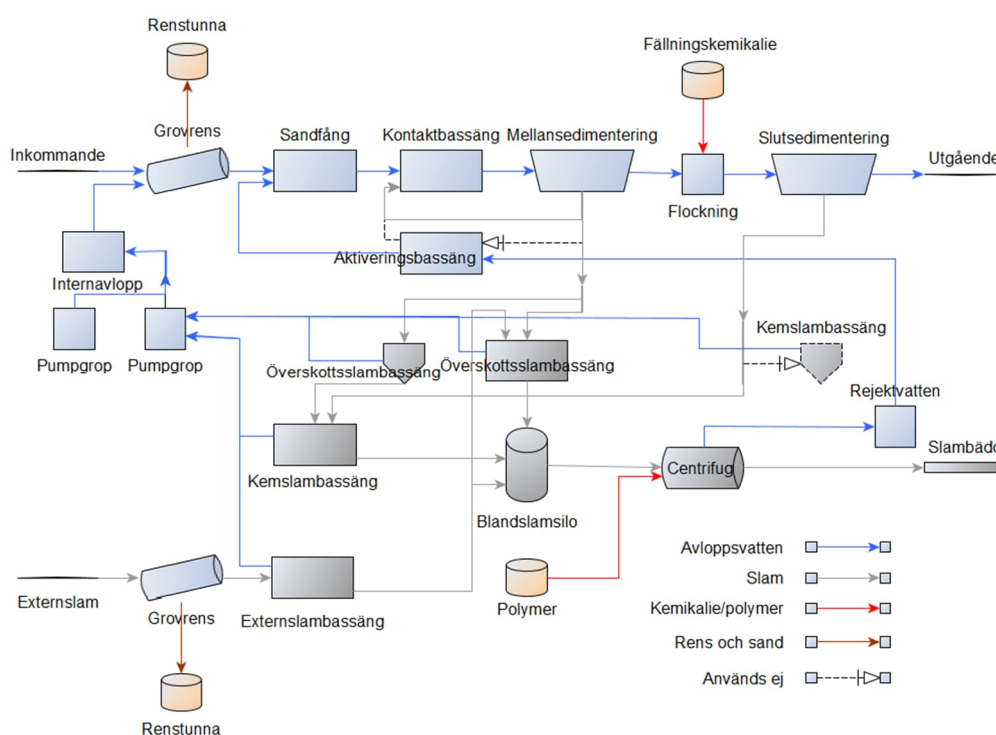 Renstunna
Fällningskemikalie
Grovrens
Sandfång
Kontaktbassäng
Mellansedimentering
Slutsedimentering
Inkommande
Utgående
Flockning
Aktiveringsbassäng
Internavlopp
Pumpgrop
Pumpgrop
Överskottsslambassäng
Överskottsslambassäng
Kemslambassäng
Rejektvatten
Kemslambassäng
Centrifug
Slambädd
Blandslamsilo
Externslam
Grovrens
Externslambassäng
Polymer
Renstunna
Avloppsvatten
Slam
Kemikalie/polymer
Rens och sand
Används ej